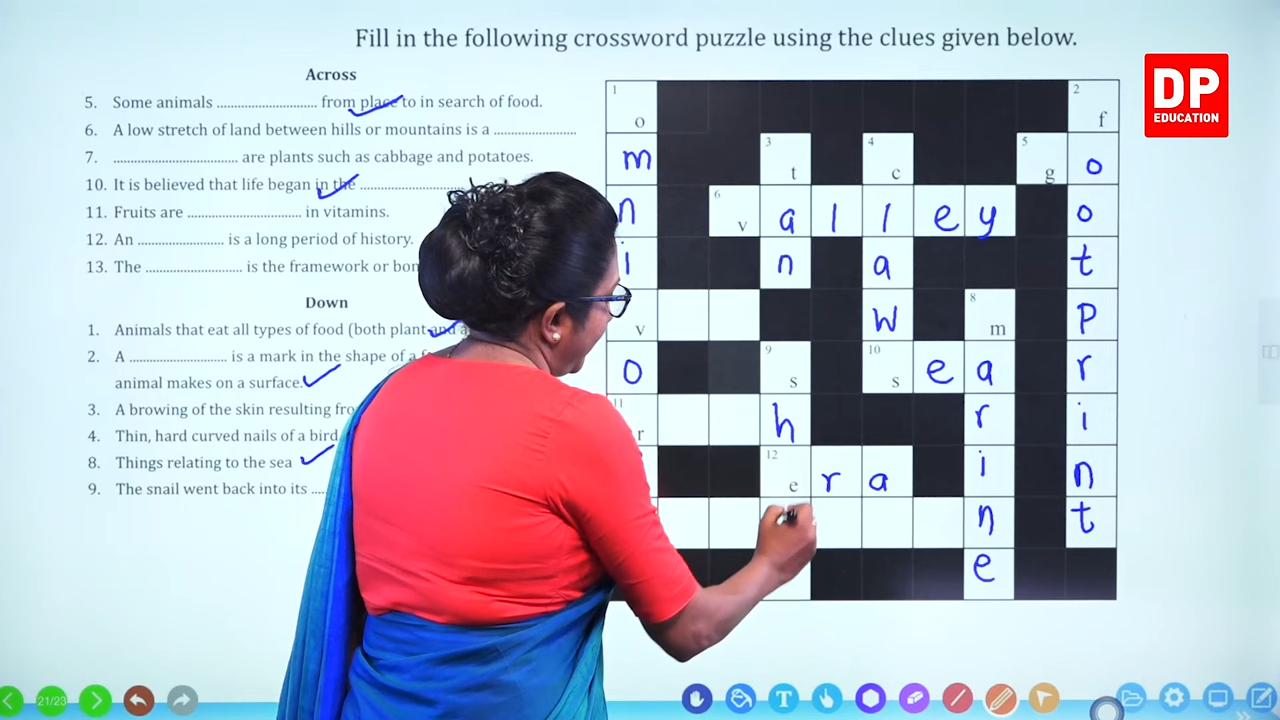 Fill in the following crossword puzzle using the clues given below.
DP
EDUCATION
Across
5. Some animals ............................ from place to in search of food.
6. A low stretch of land between hills or mountains is a .......................
7. ................................... are plants such as cabbage and potatoes.
10. It is believed that life began in the .............................
11. Fruits are ................................ in vitamins.
12. An ........................ is a long period of history.
13. The ........................... is the framework or
Down
1. Animals that eat all types of food (both plant and
2. A ........................... is a mark in the shape of a
animal makes on a surface.
3. A browing of the skin resulting
4. Thin, hard curved nails of a bird
8. Things relating to the sea
9. The snail went back into its ....
1 o 2 f
m 3 t 4 c 5 g o
n 6 v a l l e y o
i n a t
v w 8 m p
o 9 s 10 s e a r
11 r h r i
12 e r a i n
n t
e
21/23